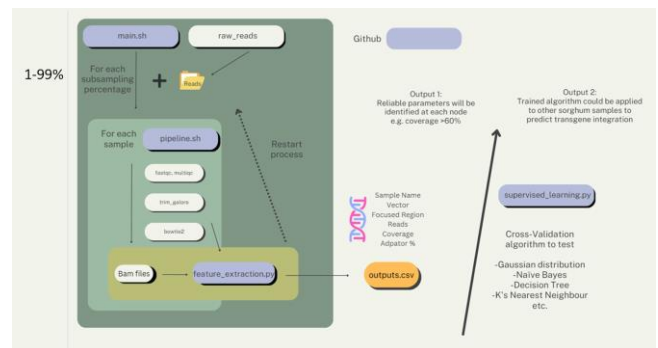 1-99%
main.sh
raw_reads
For each
subsampling
percentage
+
Reads
For each
sample
pipeline.sh
trim_galore
bowtie2
Bam files
feature_extraction.py
Restart
process
Github
Sample Name
Vector
Focused Region
Reads
Coverage
Adpator %
outputs.csv
Output 1:
Reliable parameters will be
identified at each node
e.g. coverage >60%
Output 2:
Trained algorithm could be applied
to other sorghum samples to
predict transgene integration
supervised_learning.py
Cross-Validation
algorithm to test
-Gaussian distribution
-Naïve Bayes
-Decision Tree
-K's Nearest Neighbour
etc.